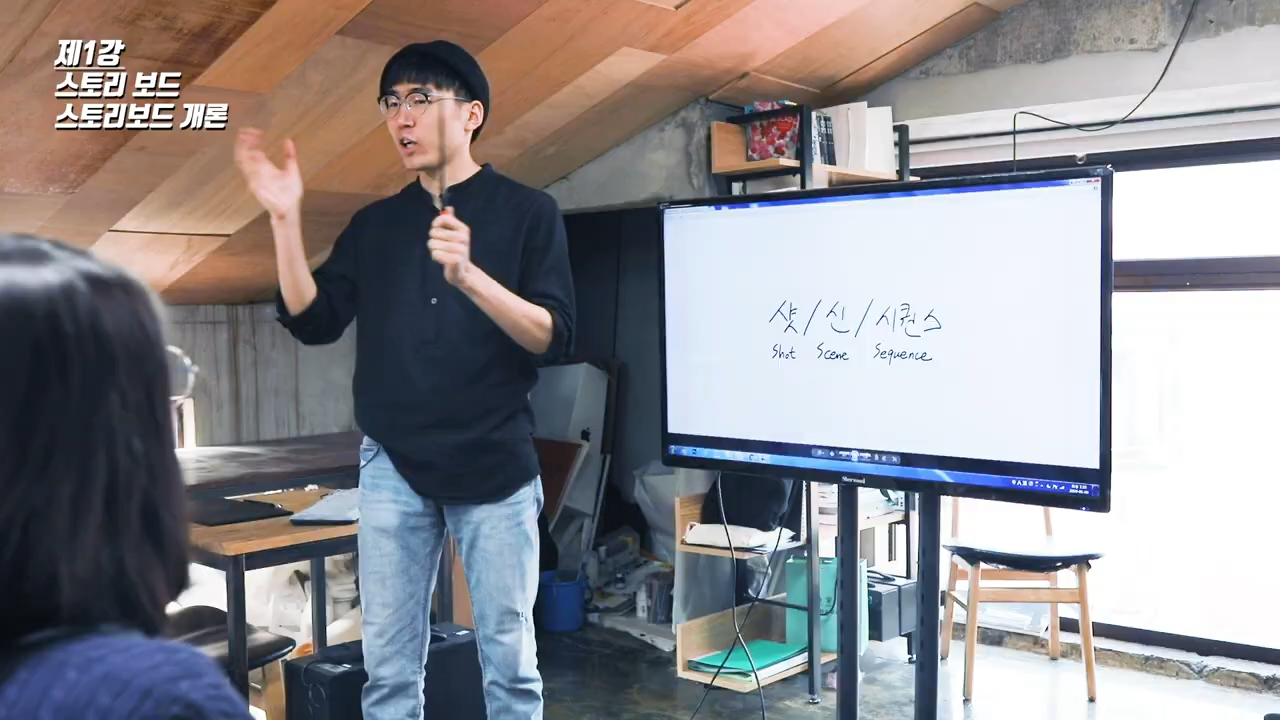 제1강
스토리 보드
스토리보드 개론
샷/신/시퀀스
Shot Scene Sequence
Sherwood